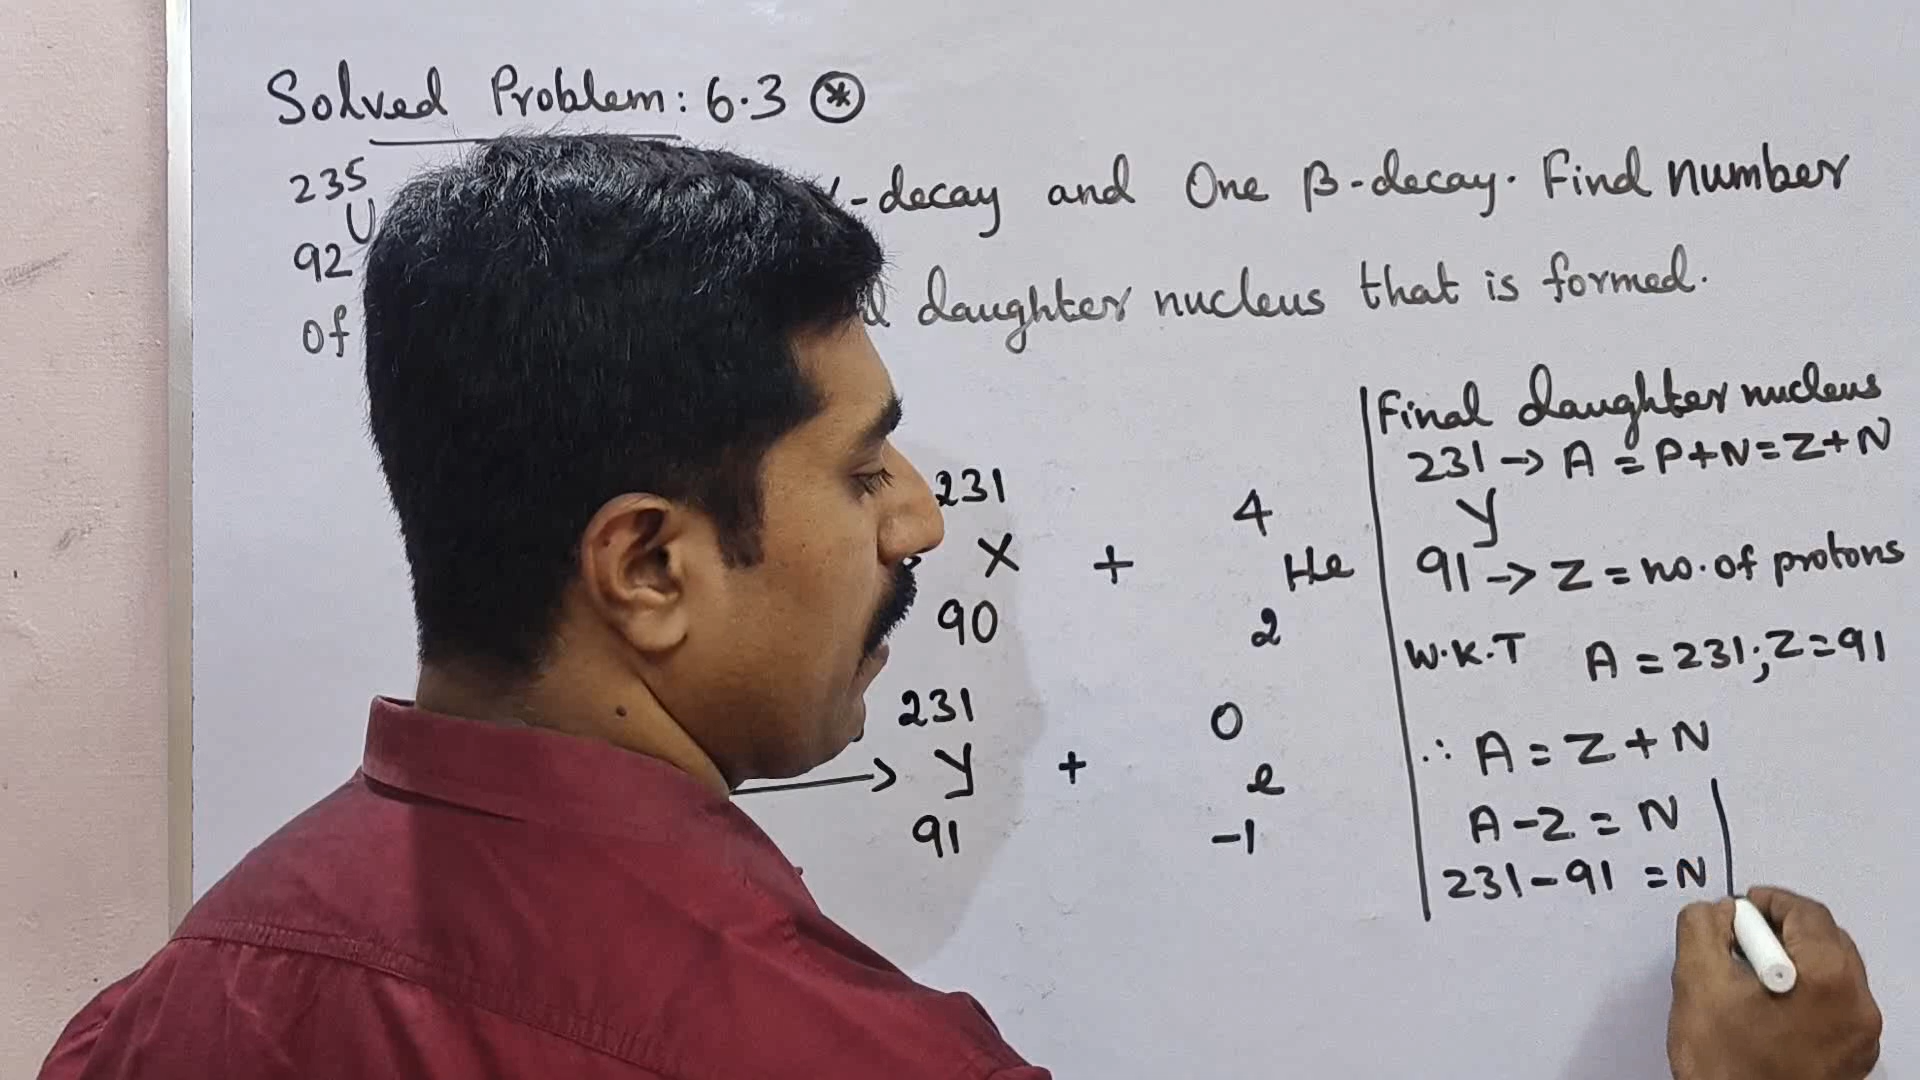 Solved Problem: 6.3 *
235
U -decay and One β-decay. Find number
92
of daughter nucleus that is formed.
231 4
X + He
90 2
231 0
→ Y + e
91 -1
Final daughter nucleus
231 → A = P+N = Z+N
Y
91 → Z = no. of protons
W.K.T A = 231; Z = 91
∴ A = Z + N
A - Z = N
231 - 91 = N